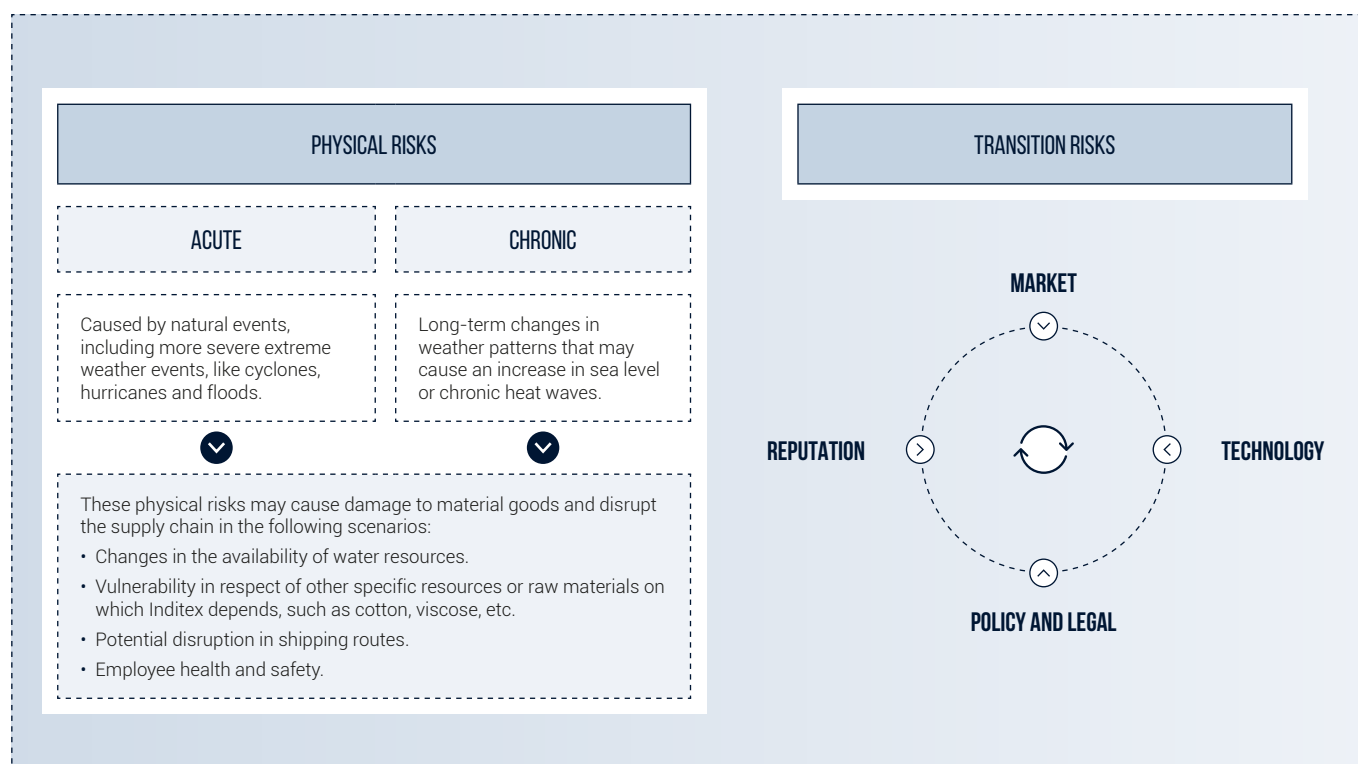 PHYSICAL RISKS
ACUTE
CHRONIC
Caused by natural events,
including more severe extreme
weather events, like cyclones,
hurricanes and floods.
Long-term changes in
weather patterns that may
cause an increase in sea level
or chronic heat waves.
These physical risks may cause damage to material goods and disrupt
the supply chain in the following scenarios:
• Changes in the availability of water resources.
• Vulnerability in respect of other specific resources or raw materials on
which Inditex depends, such as cotton, viscose, etc.
• Potential disruption in shipping routes.
• Employee health and safety.
TRANSITION RISKS
MARKET
REPUTATION
TECHNOLOGY
POLICY AND LEGAL